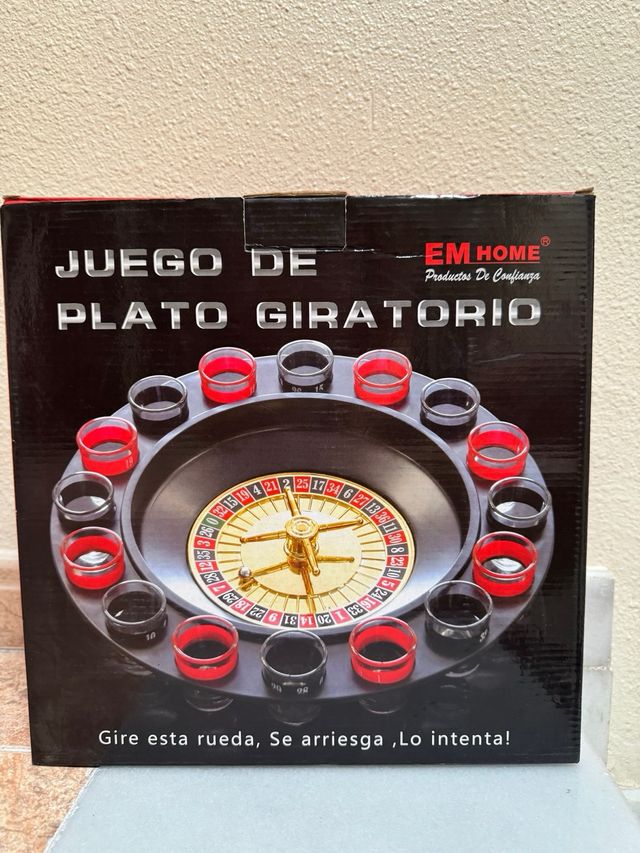 JUEGO DE
PLATO GIRATORIO
EM HOME®
Productos De Confianza
Gire esta rueda, Se arriesga ,Lo intenta!